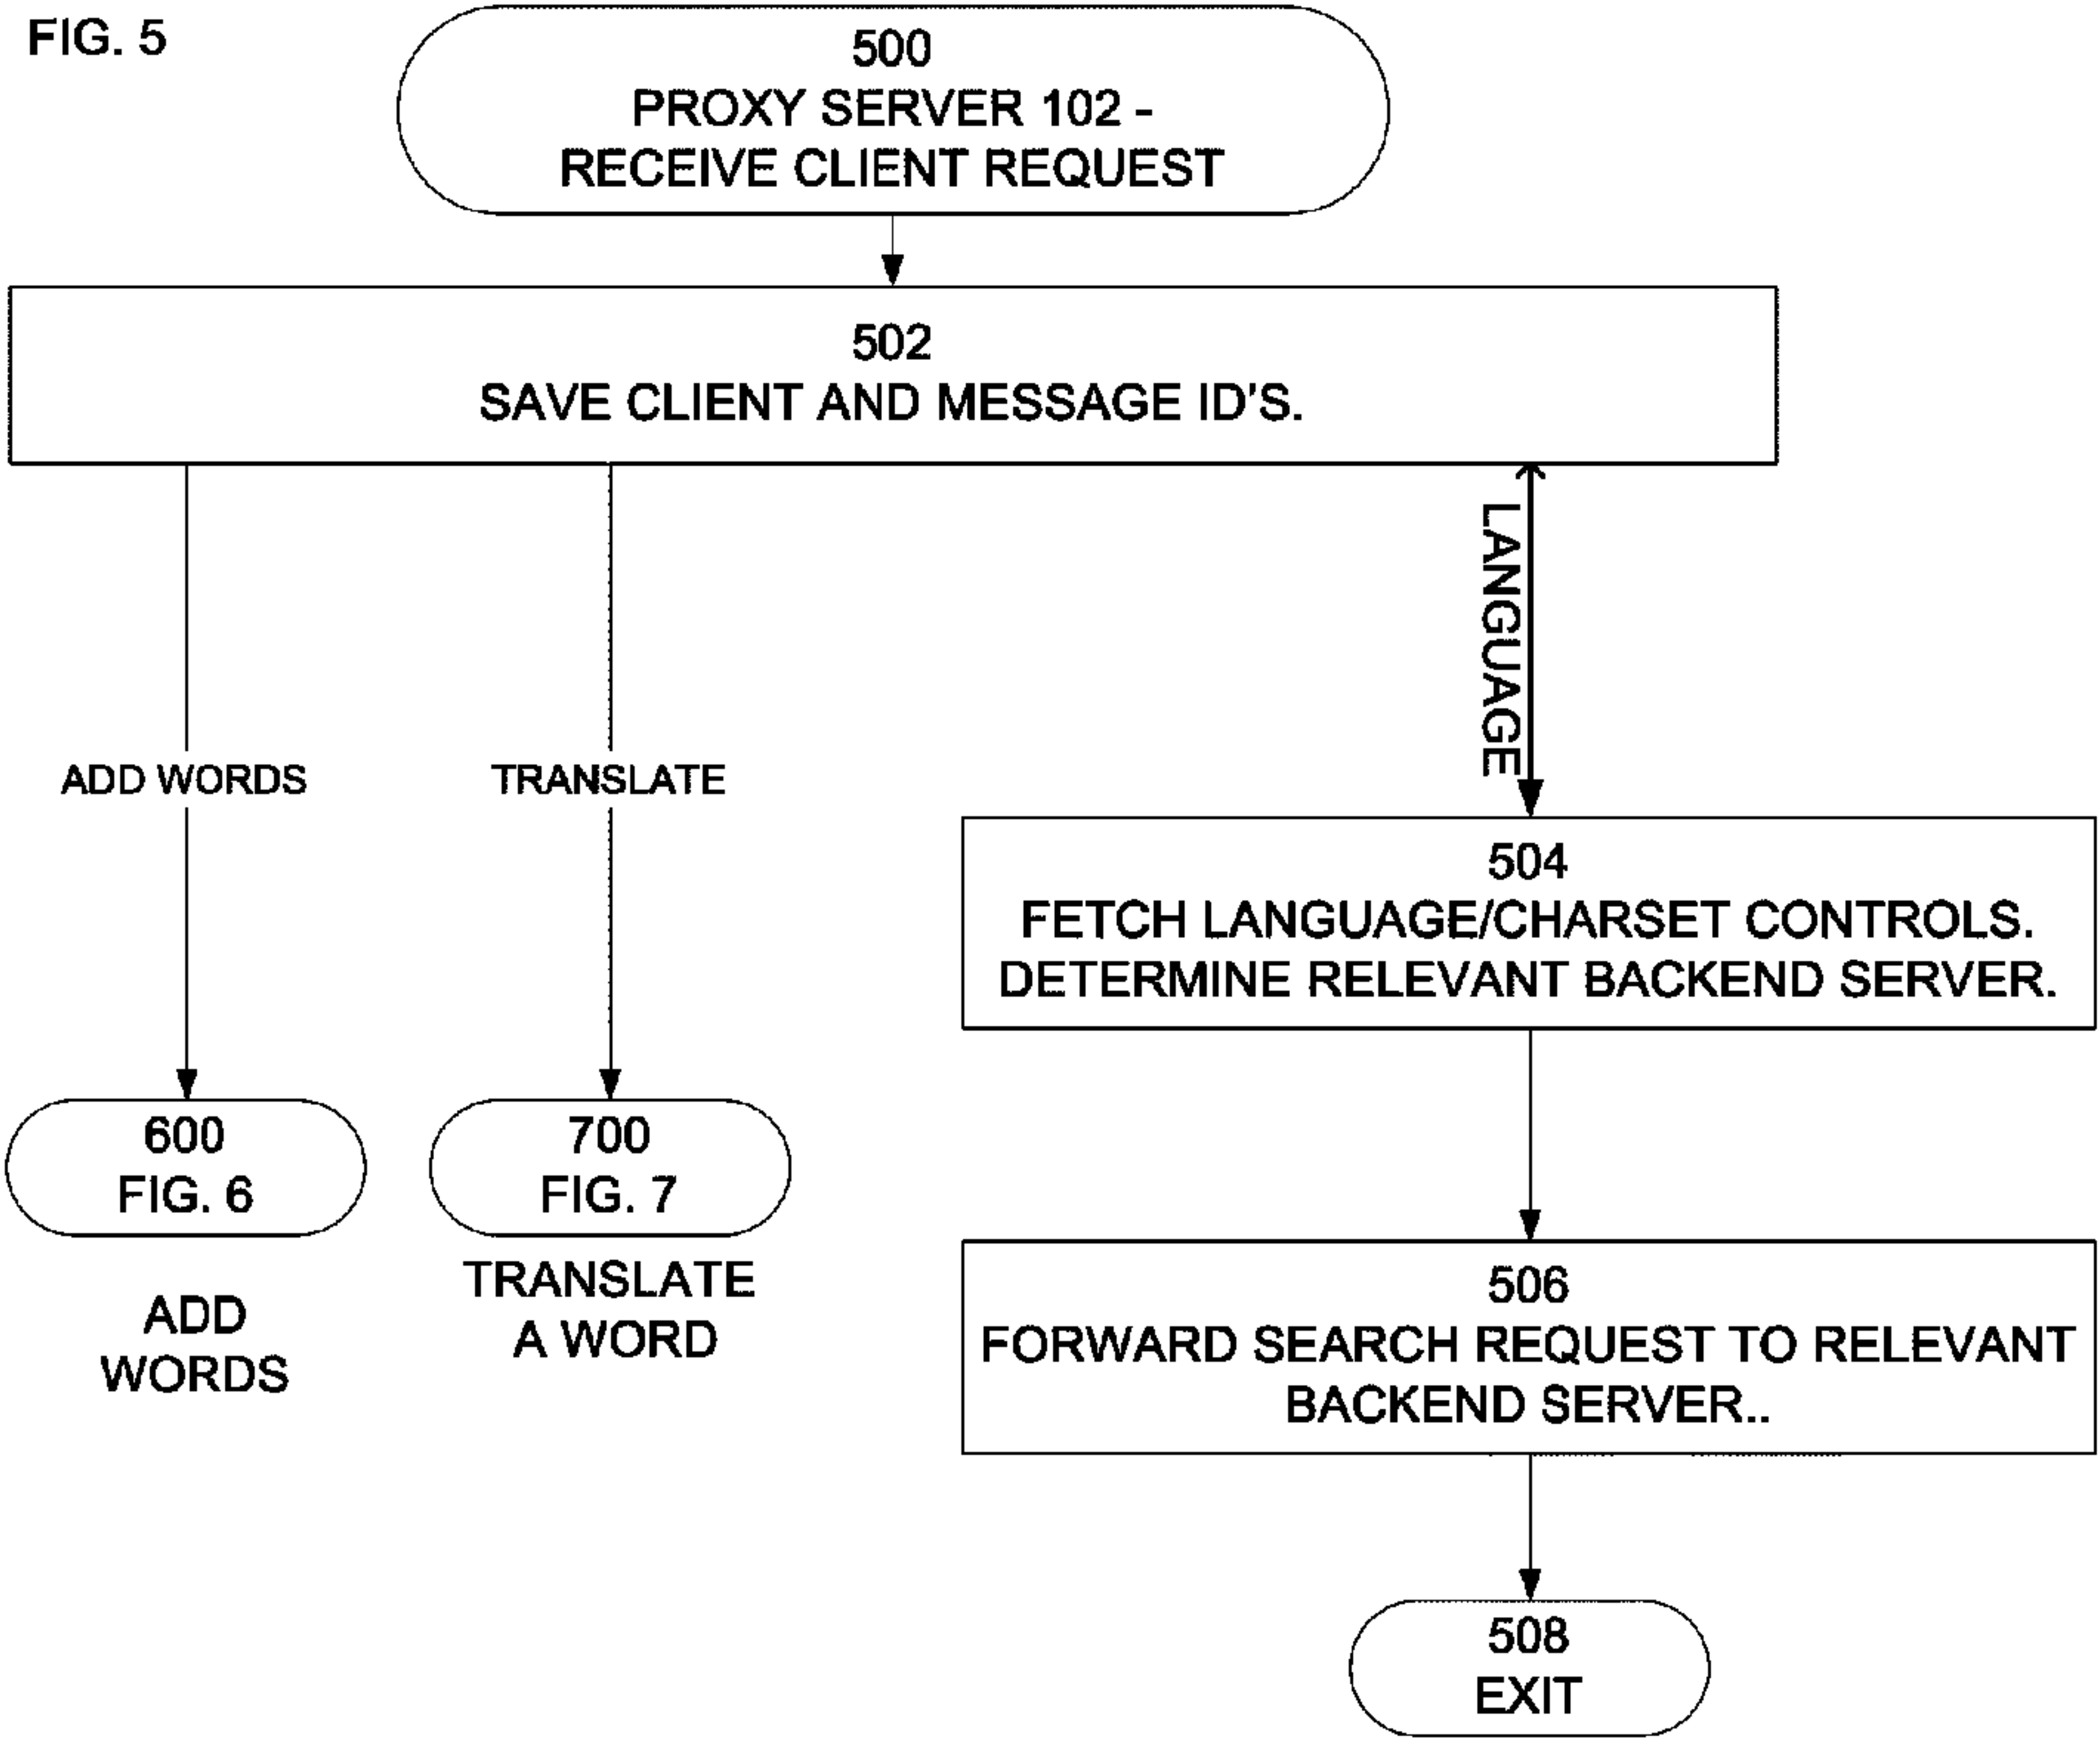 FIG. 5
500
PROXY SERVER 102 -
RECEIVE CLIENT REQUEST
502
SAVE CLIENT AND MESSAGE ID'S.
ADD WORDS
TRANSLATE
LANGUAGE
504
FETCH LANGUAGE/CHARSET CONTROLS.
DETERMINE RELEVANT BACKEND SERVER.
600
FIG. 6
ADD
WORDS
700
FIG. 7
TRANSLATE
A WORD
506
FORWARD SEARCH REQUEST TO RELEVANT
BACKEND SERVER..
508
EXIT